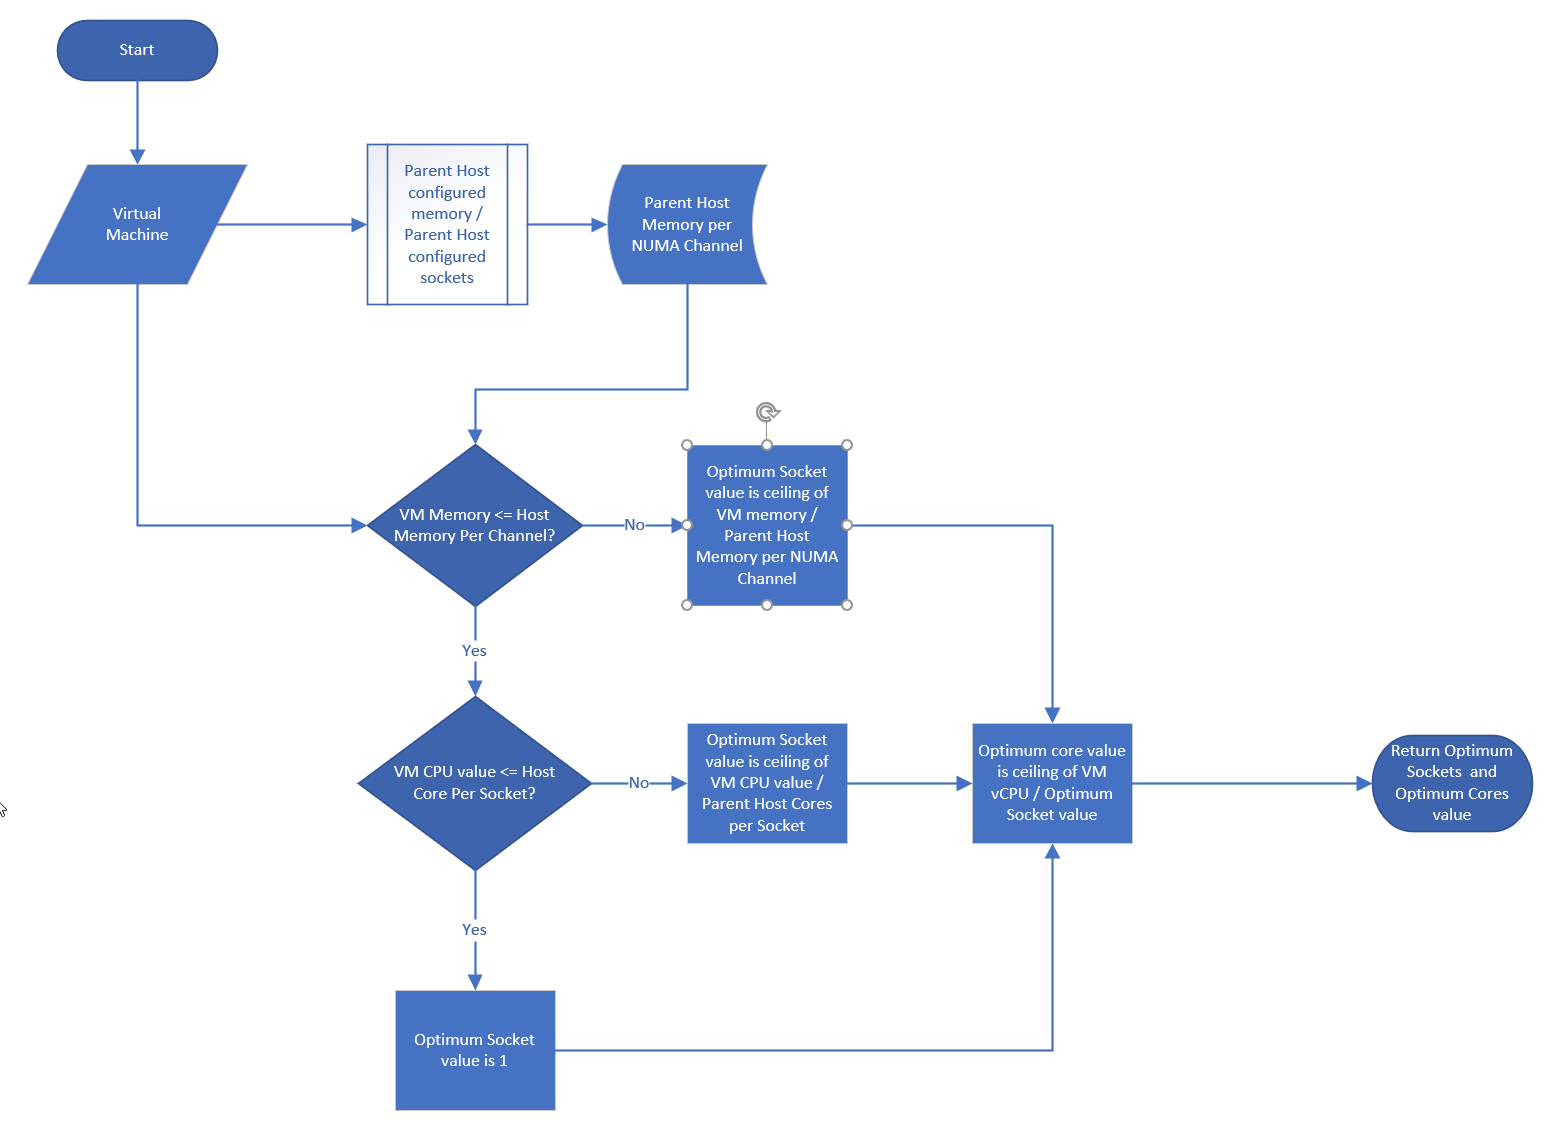 Start
Virtual
Machine
Parent Host
configured
memory /
Parent Host
configured
sockets
Parent Host
Memory per
NUMA Channel
VM Memory <= Host
Memory Per Channel?
No
Optimum Socket
value is ceiling of
VM memory /
Parent Host
Memory per NUMA
Channel
Yes
VM CPU value <= Host
Core Per Socket?
No
Optimum Socket
value is ceiling of
VM CPU value /
Parent Host Cores
per Socket
Optimum core value
is ceiling of VM
vCPU / Optimum
Socket value
Return Optimum
Sockets  and
Optimum Cores
value
Yes
Optimum Socket
value is 1